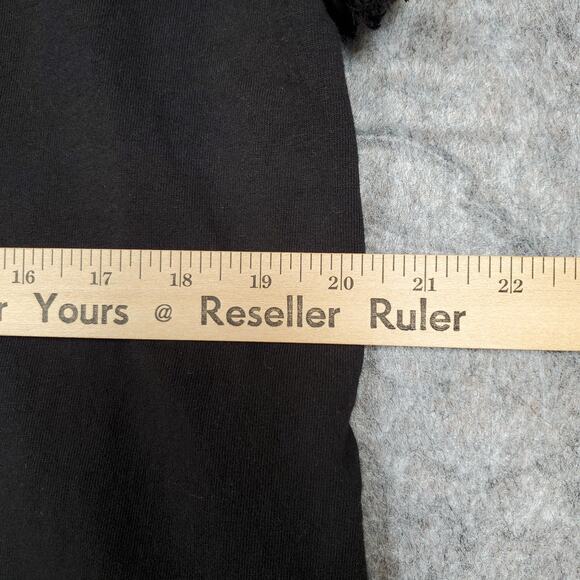 16 17 18 19 20 21 22
r Yours @ Reseller Ruler